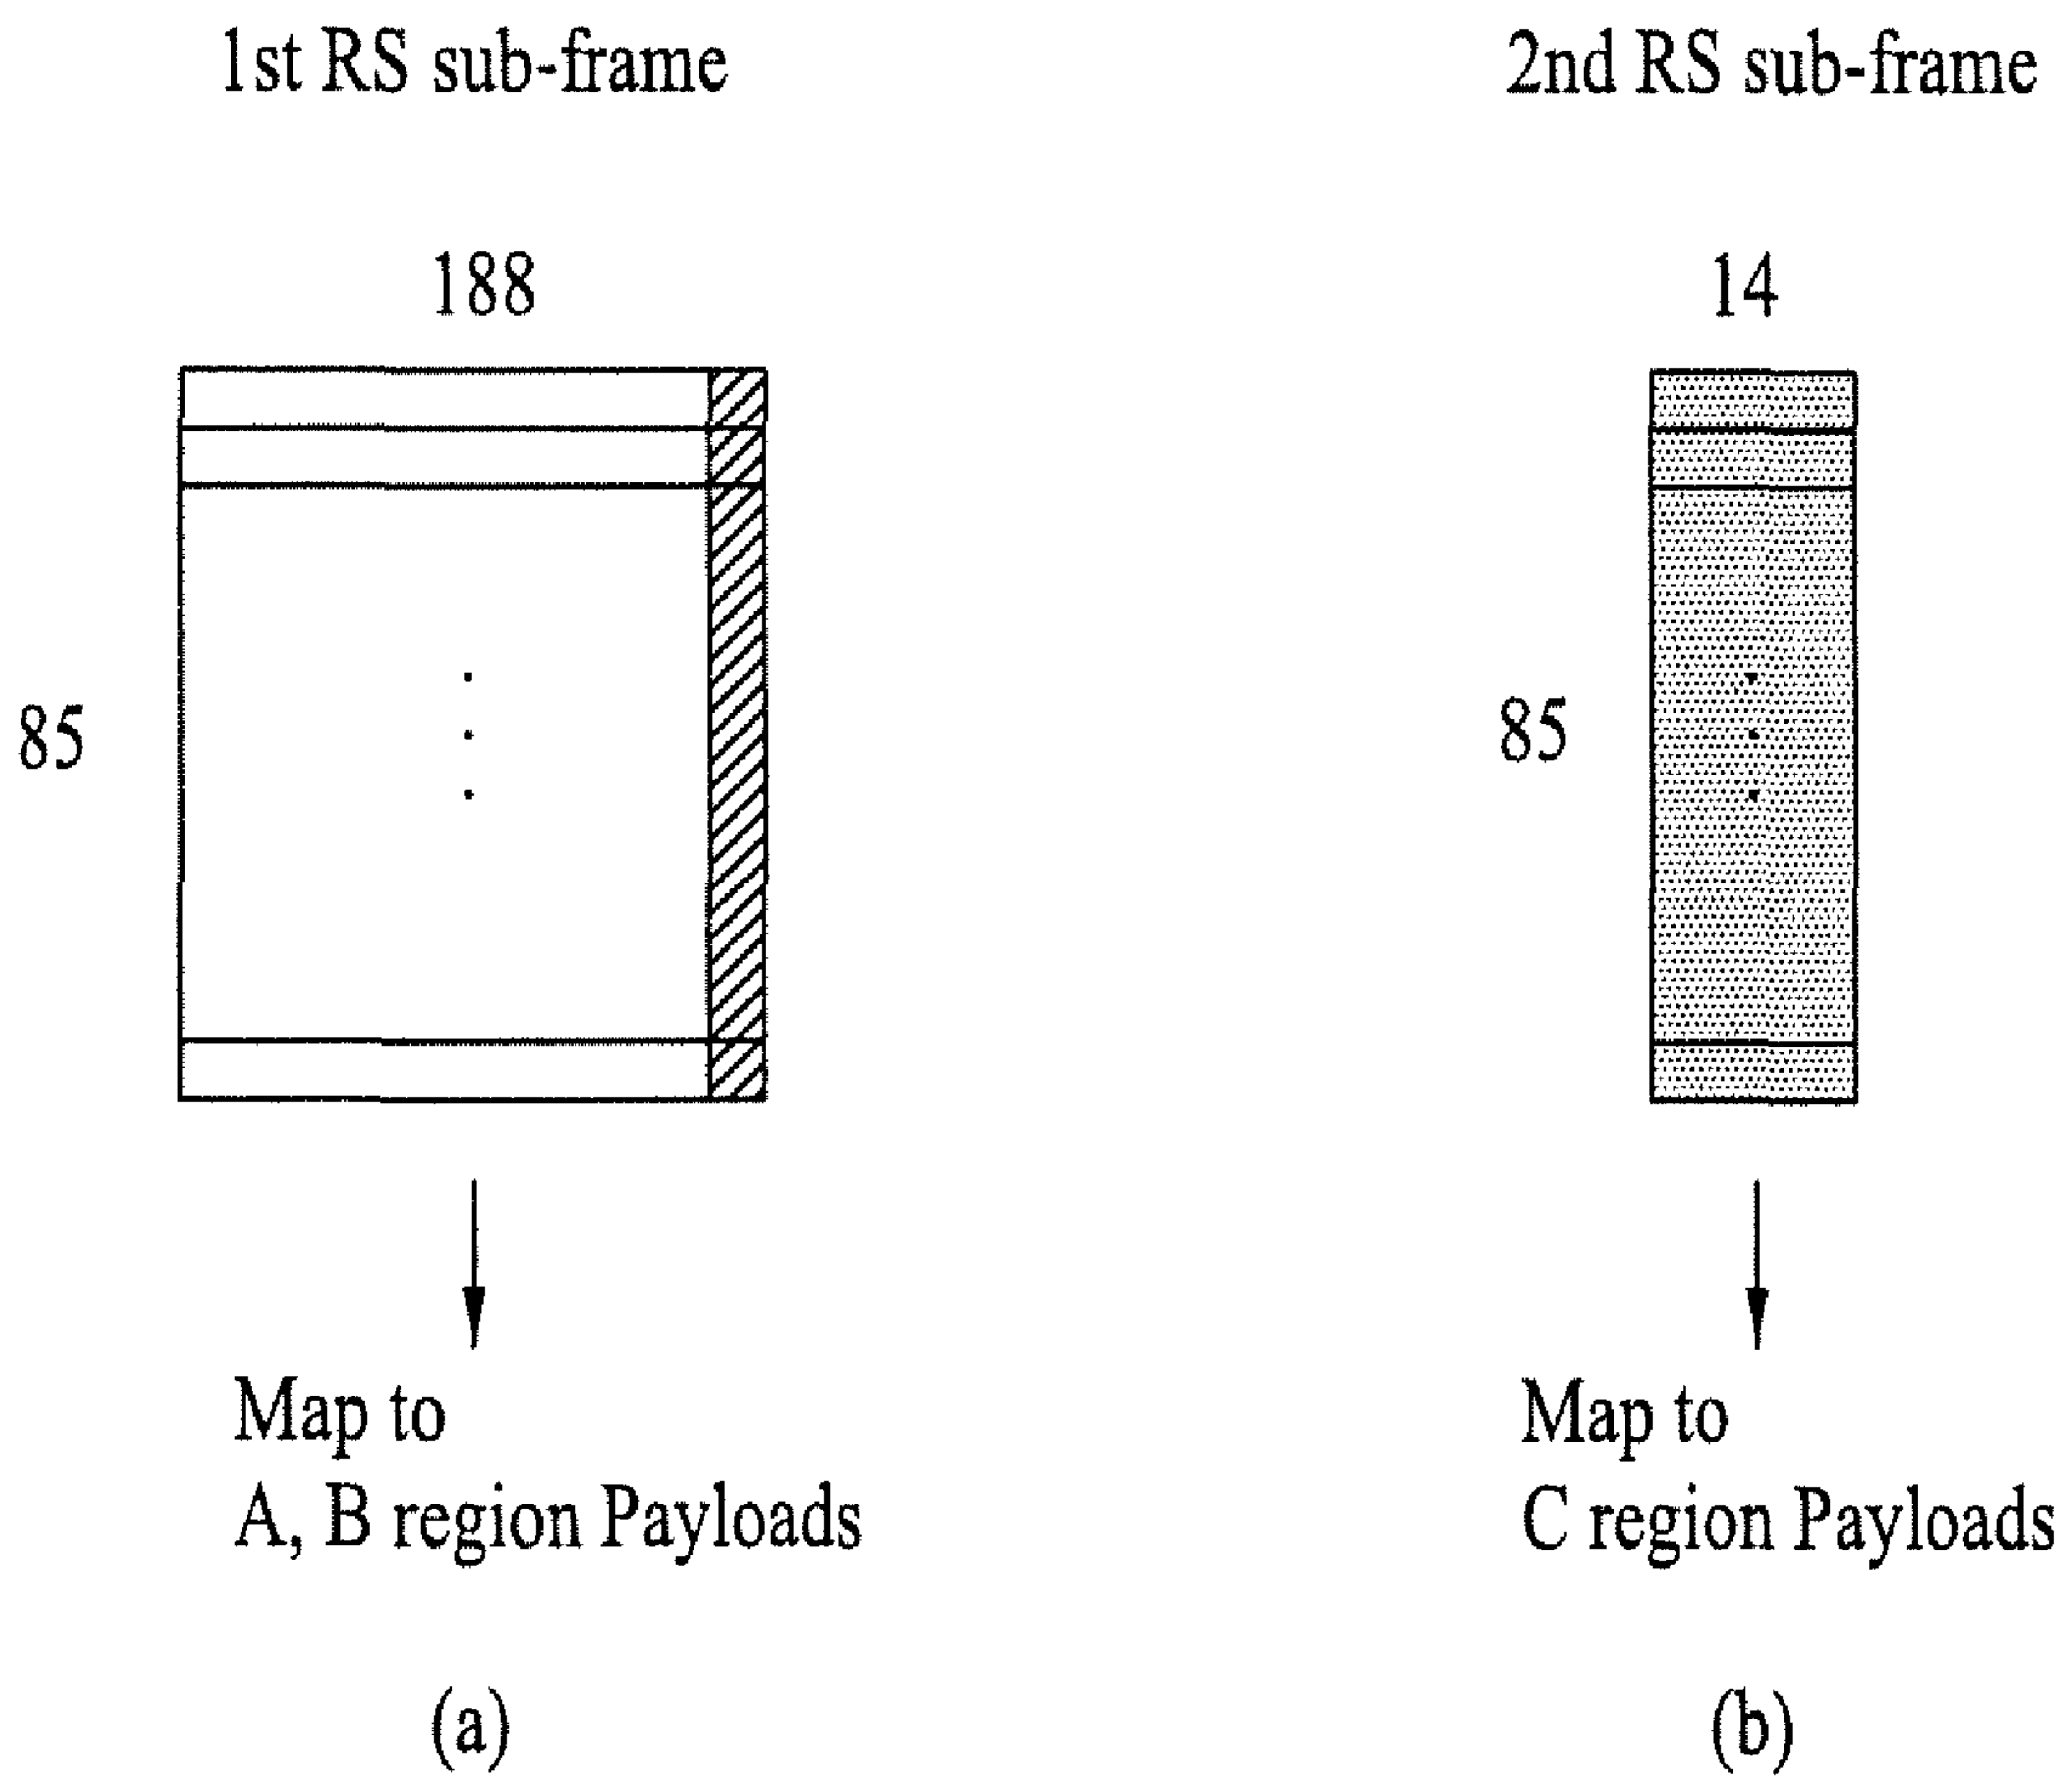 1st RS sub-frame
2nd RS sub-frame
188
14
85
85
Map to
A, B region Payloads
Map to
C region Payloads
(a)
(b)